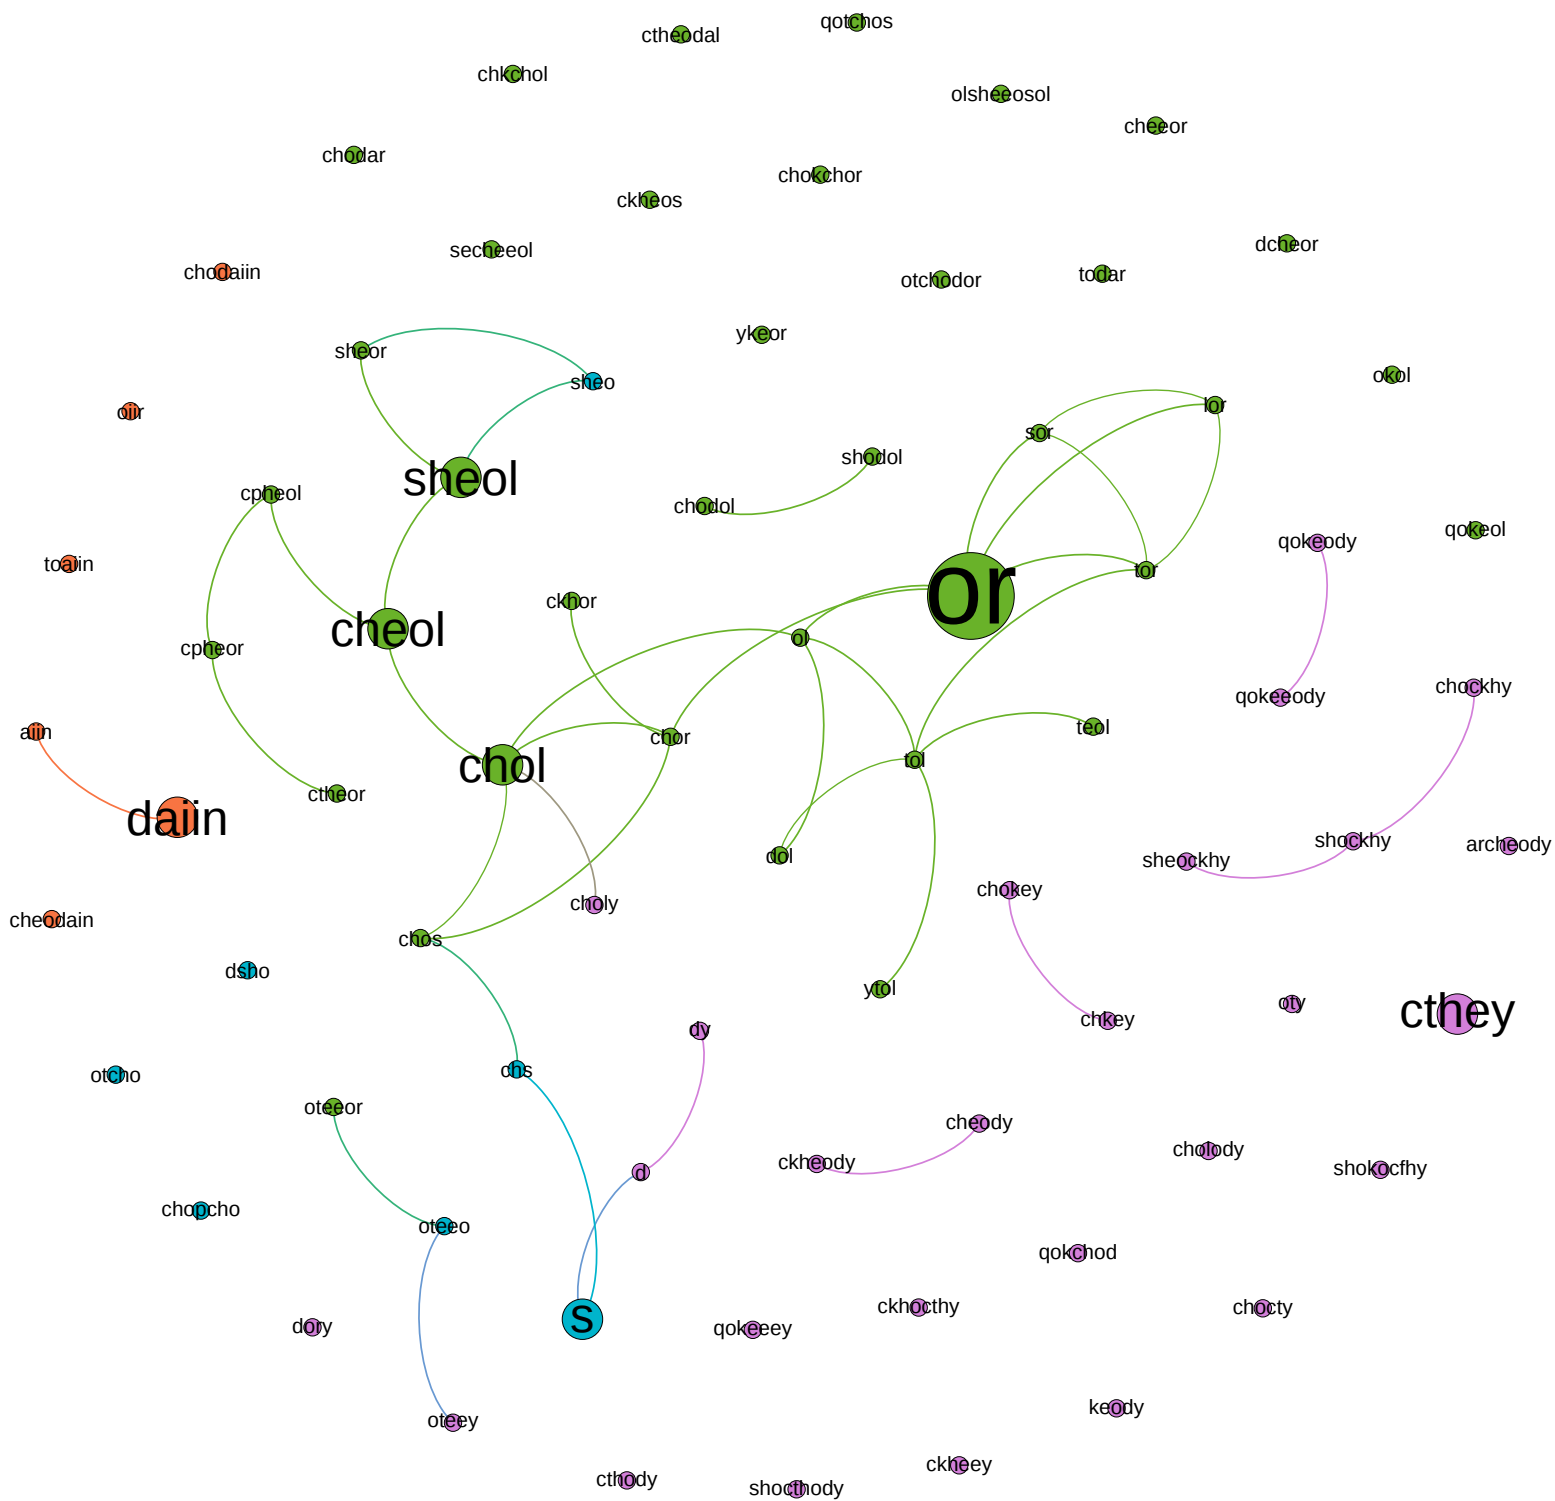 qotchos
ctheodal
chkchol
olsheeosol
cheeor
chodar
chokchor
ckheos
dcheor
secheeol
chodaiin
todar
otchodor
ykeor
sheor
okol
sheo
lor
oiir
sor
shodol
sheol
cpheol
chodol
qokeol
qokeody
toaiin
tor
or
ckhor
cheol
ol
cpheor
chockhy
qokeeody
teol
aiin
chor
tol
chol
ctheor
daiin
shockhy
archeody
dol
sheockhy
chokey
choly
cheodain
chos
dsho
ytol
oty
cthey
chkey
dy
chs
otcho
oteeor
cheody
cholody
ckheody
shokocfhy
d
chopcho
oteeo
qokchod
ckhocthy
chocty
s
dory
qokeeey
keody
oteey
ckheey
cthody
shocthody